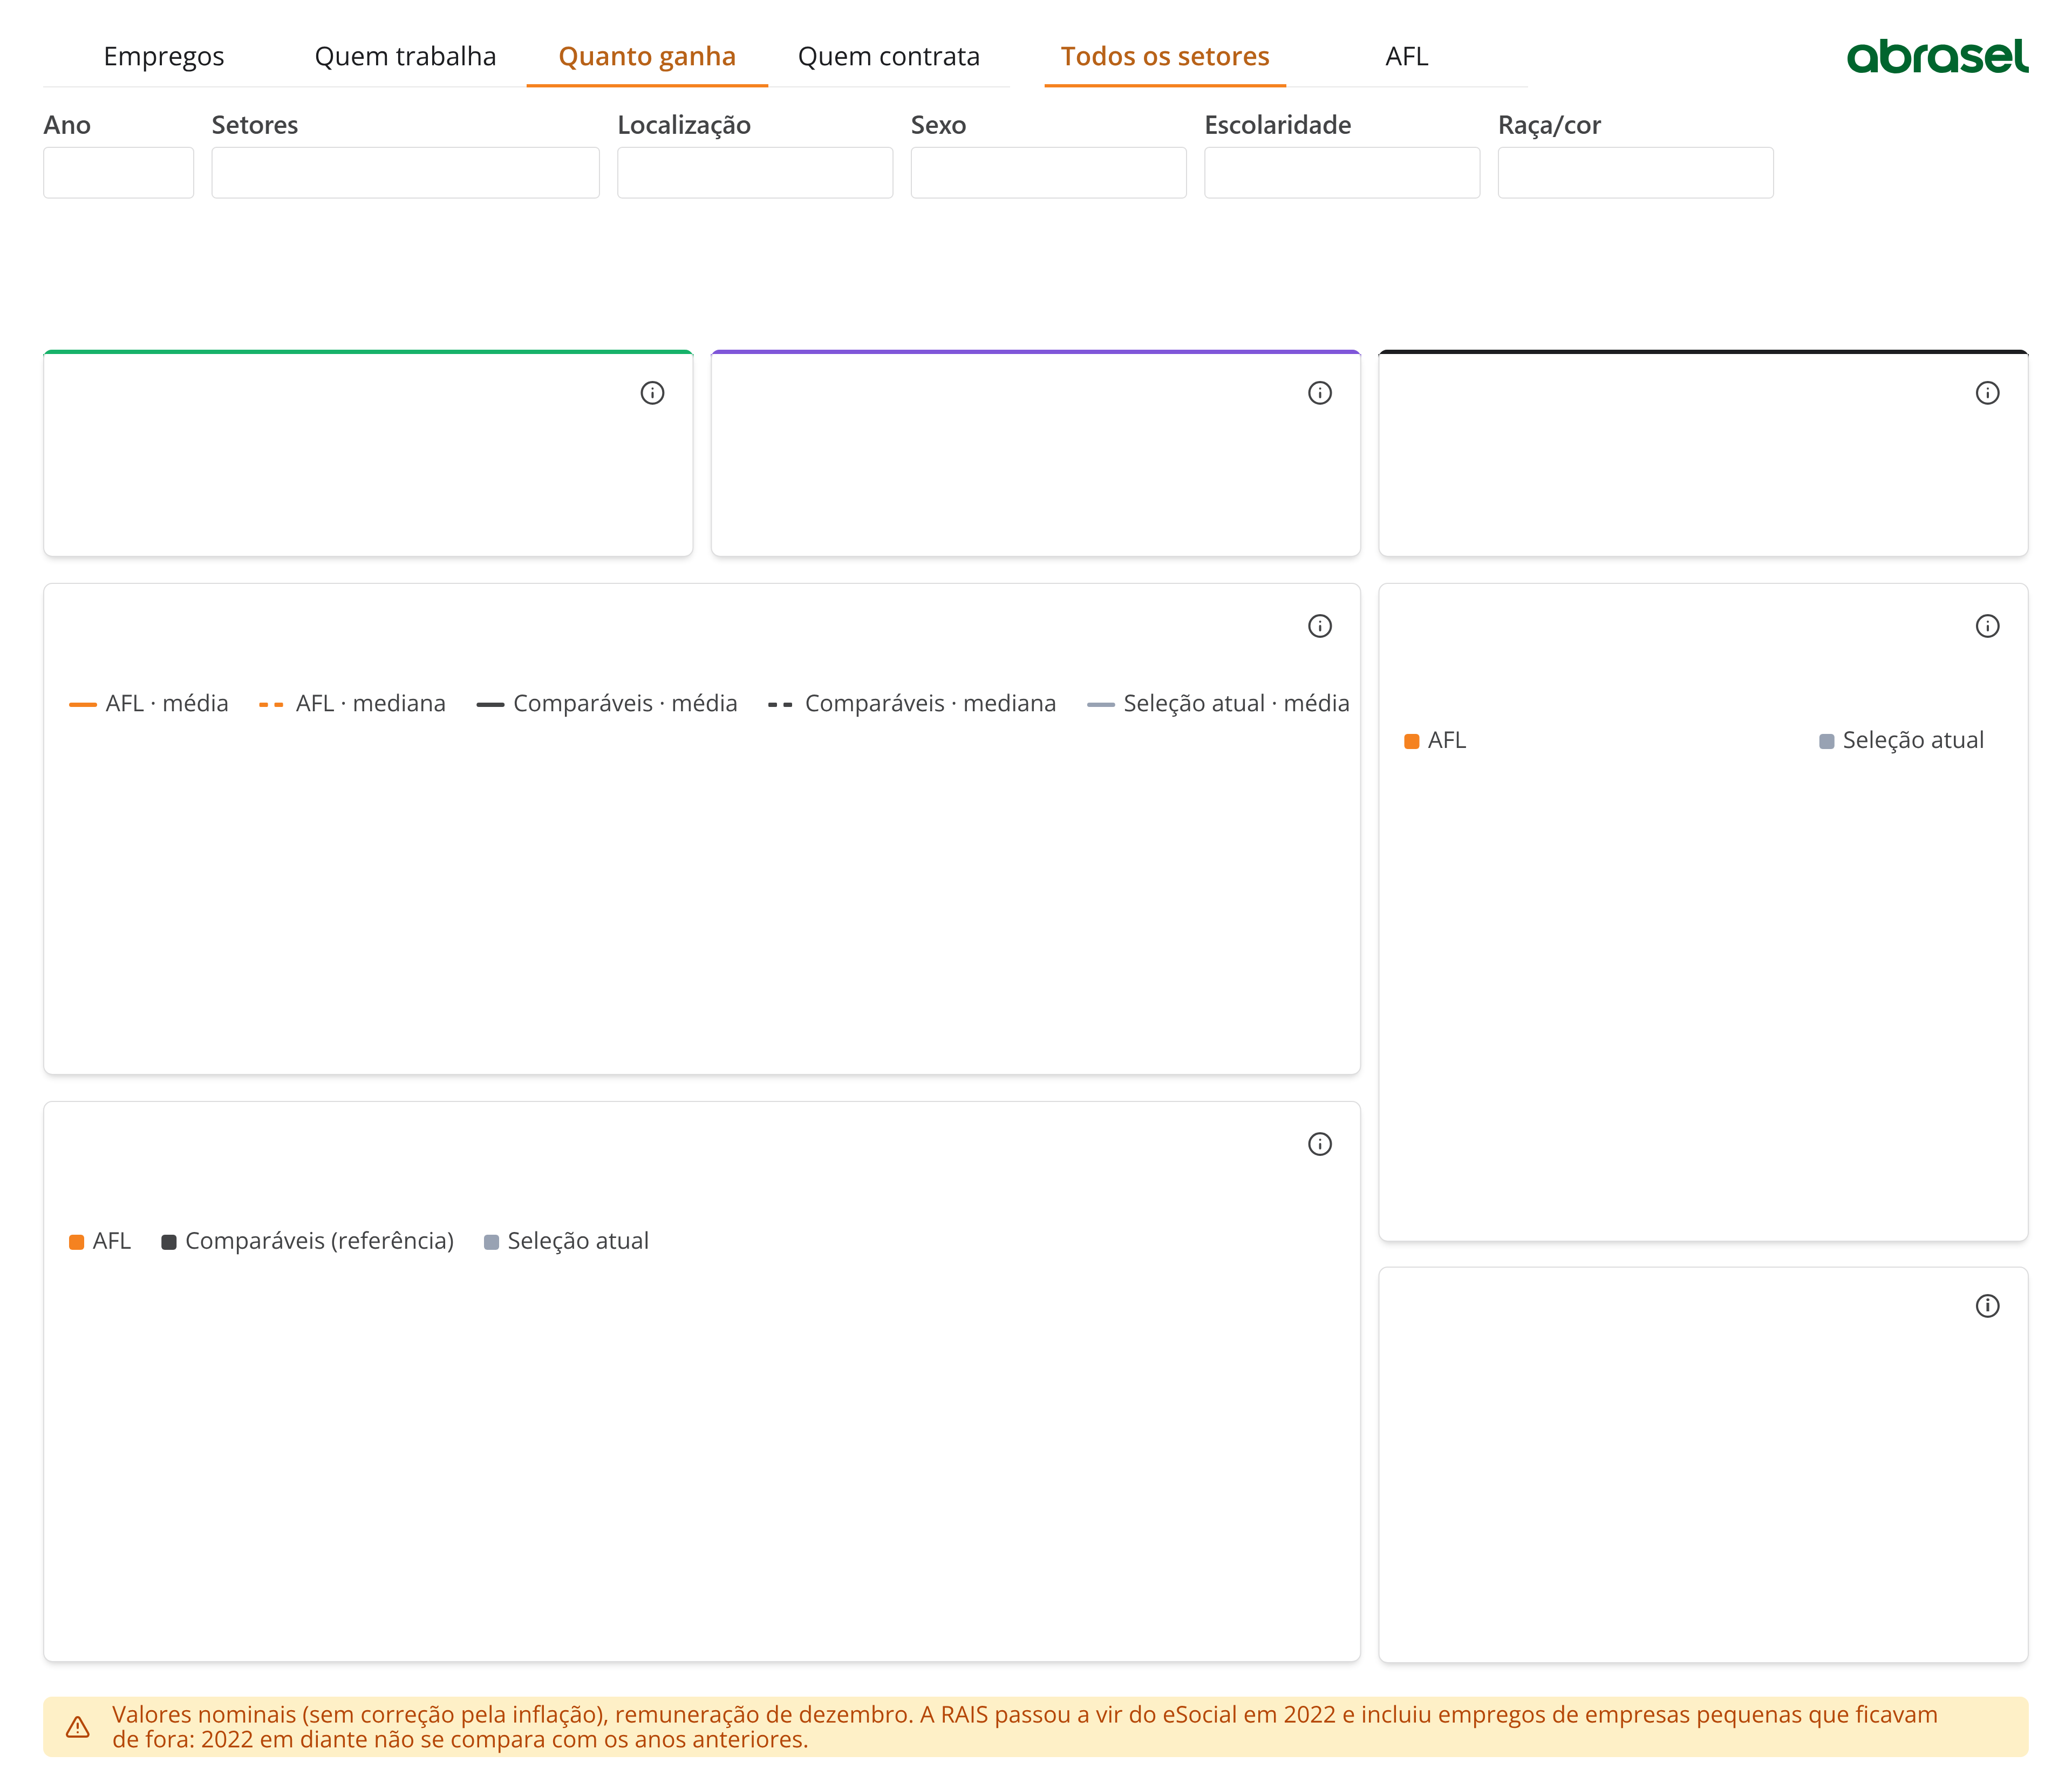 Empregos Quem trabalha Quanto ganha Quem contrata Todos os setores AFL abrasel
Ano Setores Localização Sexo Escolaridade Raça/cor
AFL · média AFL · mediana Comparáveis · média Comparáveis · mediana Seleção atual · média
AFL Seleção atual
AFL Comparáveis (referência) Seleção atual
Valores nominais (sem correção pela inflação), remuneração de dezembro. A RAIS passou a vir do eSocial em 2022 e incluiu empregos de empresas pequenas que ficavam
de fora: 2022 em diante não se compara com os anos anteriores.